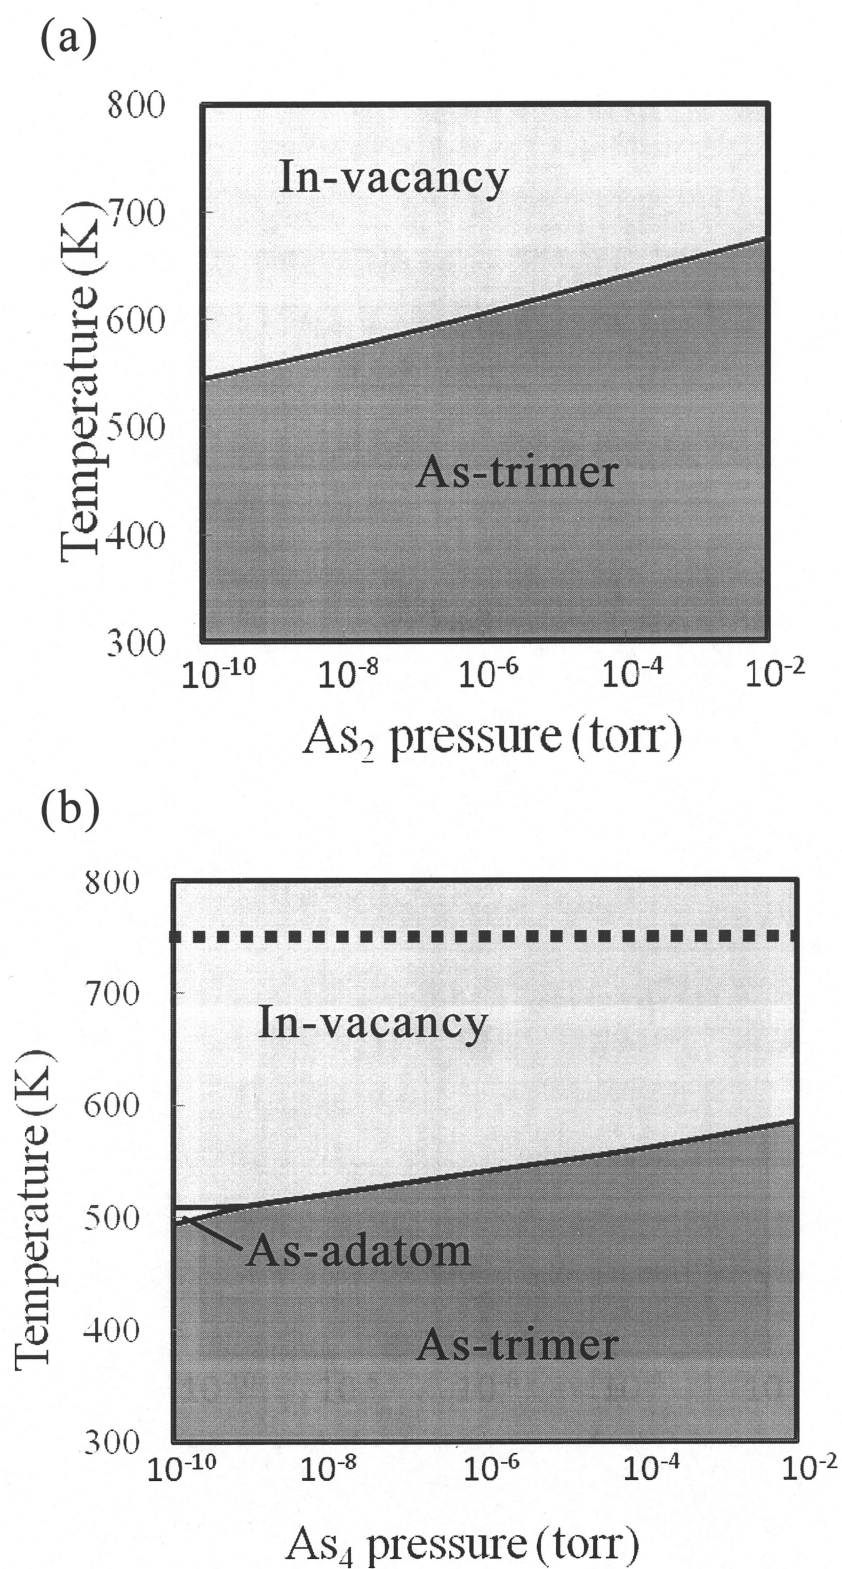 (a)
800
In-vacancy
700
600
500
As-trimer
400
300
Temperature (K)
10⁻¹⁰ 10⁻⁸ 10⁻⁶ 10⁻⁴ 10⁻²
As₂ pressure (torr)
(b)
800
700
In-vacancy
600
500
As-adatom
400
As-trimer
300
Temperature (K)
10⁻¹⁰ 10⁻⁸ 10⁻⁶ 10⁻⁴ 10⁻²
As₄ pressure (torr)